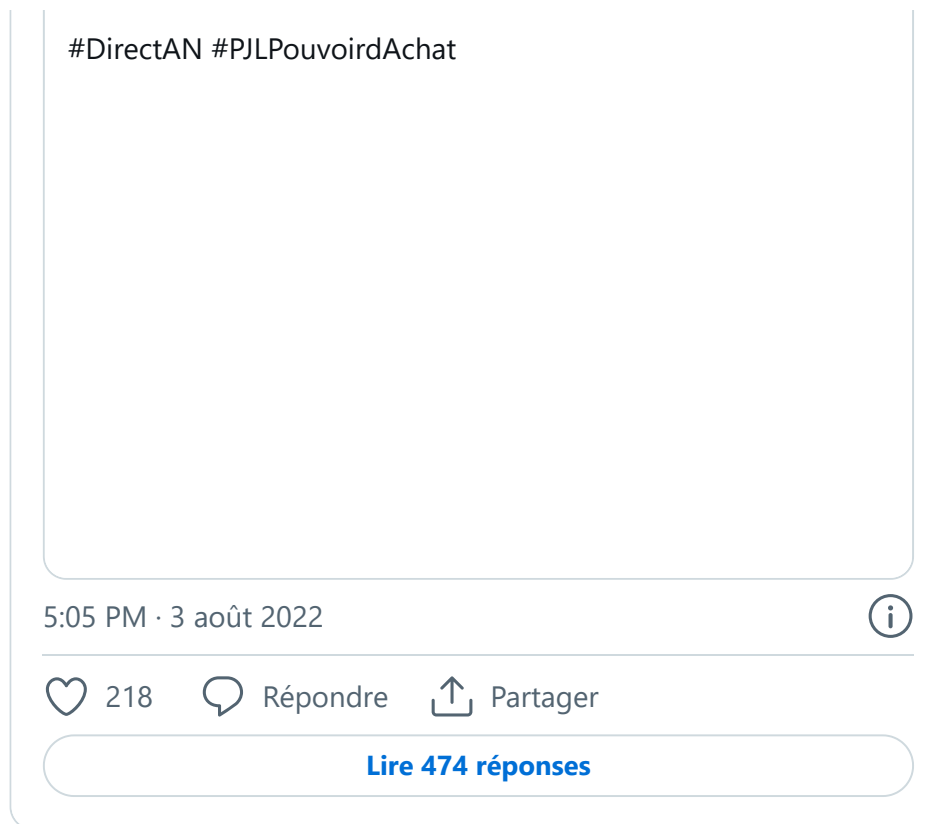 #DirectAN #PJLPouvoirdAchat
5:05 PM · 3 août 2022
218 Répondre Partager
Lire 474 réponses